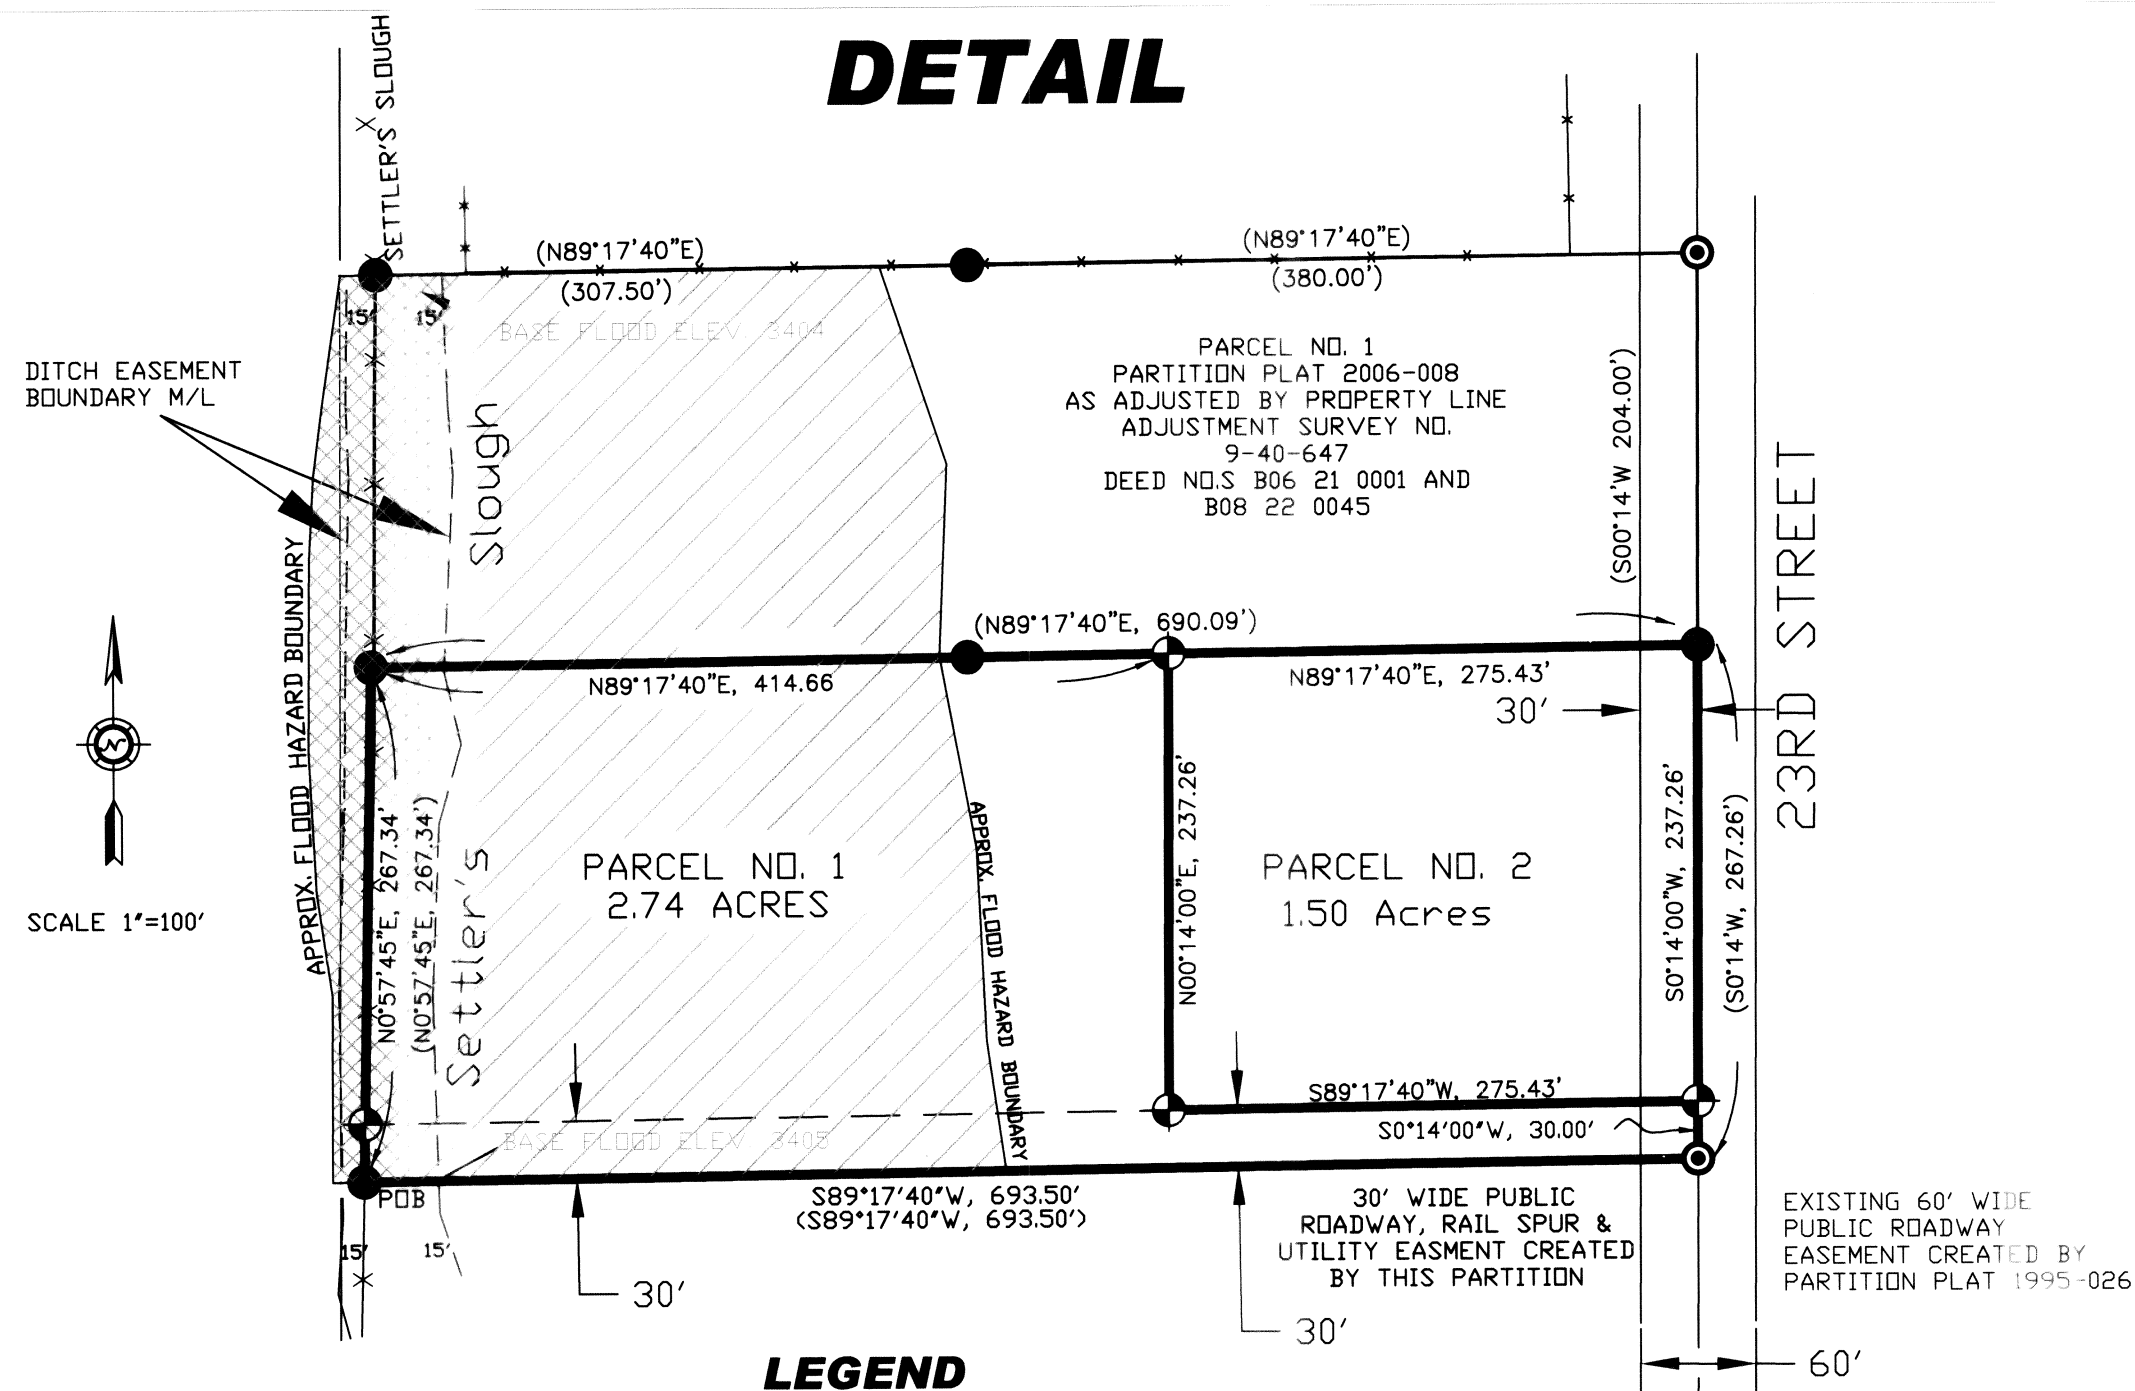 DETAIL
SETTLER'S SLOUGH
(N89°17'40"E)
(307.50')
(N89°17'40"E)
(380.00')
15'
15'
BASE FLOOD ELEV. 3404
DITCH EASEMENT
BOUNDARY M/L
PARCEL NO. 1
PARTITION PLAT 2006-008
AS ADJUSTED BY PROPERTY LINE
ADJUSTMENT SURVEY NO.
9-40-647
DEED NO.S B06 21 0001 AND
B08 22 0045
(S00°14'W 204.00')
23RD STREET
Slough
APPROX. FLOOD HAZARD BOUNDARY
(N89°17'40"E, 690.09')
N89°17'40"E, 414.66
N89°17'40"E, 275.43'
30'
N
SCALE 1"=100'
N0°57'45"E, 267.34'
(N0°57'45"E, 267.34')
Settler's
PARCEL NO. 1
2.74 ACRES
APPROX. FLOOD HAZARD BOUNDARY
N00°14'00"E, 237.26'
PARCEL NO. 2
1.50 Acres
S0°14'00"W, 237.26'
(S0°14'W, 267.26')
S89°17'40"W, 275.43'
S0°14'00"W, 30.00'
BASE FLOOD ELEV 3405
POB
S89°17'40"W, 693.50'
(S89°17'40"W, 693.50')
15'
15'
30'
30' WIDE PUBLIC
ROADWAY, RAIL SPUR &
UTILITY EASMENT CREATED
BY THIS PARTITION
30'
EXISTING 60' WIDE
PUBLIC ROADWAY
EASEMENT CREATED BY
PARTITION PLAT 1995-026
60'
LEGEND